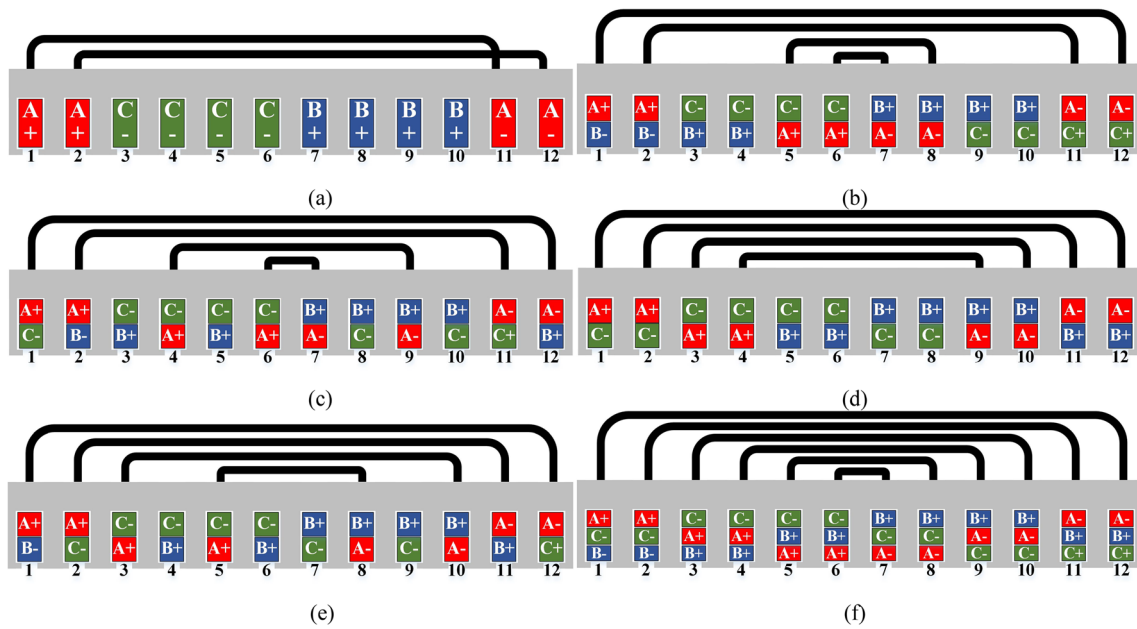 A+ A+ C- C- C- C- B+ B+ B+ B+ A- A-
1 2 3 4 5 6 7 8 9 10 11 12
(a)
A+ A+ C- C- C- C- B+ B+ B+ B+ A- A-
B- B- B+ B+ A+ A+ A- A- C- C- C+ C+
1 2 3 4 5 6 7 8 9 10 11 12
(b)
A+ A+ C- C- C- C- B+ B+ B+ B+ A- A-
C- B- B+ A+ B+ A+ A- C- A- C- C+ B+
1 2 3 4 5 6 7 8 9 10 11 12
(c)
A+ A+ C- C- C- C- B+ B+ B+ B+ A- A-
C- C- A+ A+ B+ B+ C- C- A- A- B+ B+
1 2 3 4 5 6 7 8 9 10 11 12
(d)
A+ A+ C- C- C- C- B+ B+ B+ B+ A- A-
B- C- A+ B+ A+ B+ C- A- C- A- B+ C+
1 2 3 4 5 6 7 8 9 10 11 12
(e)
A+ A+ C- C- C- C- B+ B+ B+ B+ A- A-
C- C- A+ A+ B+ B+ C- C- A- A- B+ B+
B- B- B+ B+ A+ A+ A- A- C- C- C+ C+
1 2 3 4 5 6 7 8 9 10 11 12
(f)